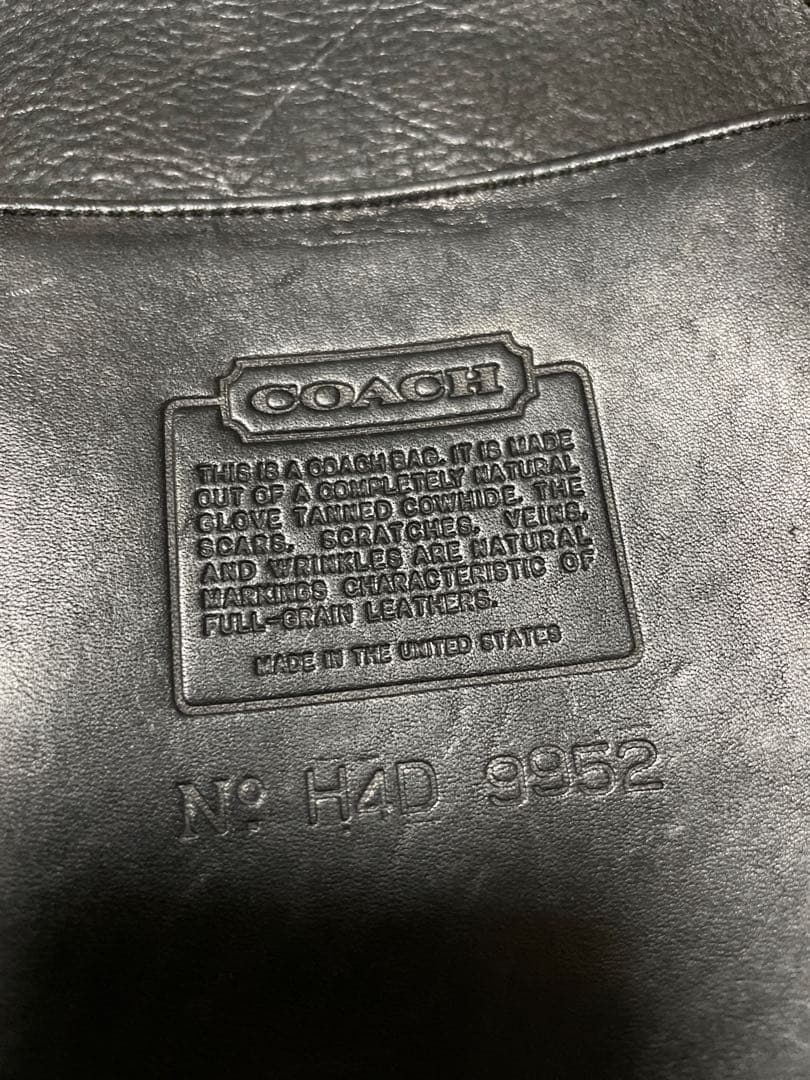 COACH
THIS IS A COACH BAG. IT IS MADE
OUT OF A COMPLETELY NATURAL
GLOVE TANNED COWHIDE. THE
SCARS, SCRATCHES, VEINS,
AND WRINKLES ARE NATURAL
MARKINGS CHARACTERISTIC OF
FULL-GRAIN LEATHERS.
MADE IN THE UNITED STATES
Nº H4D 9952